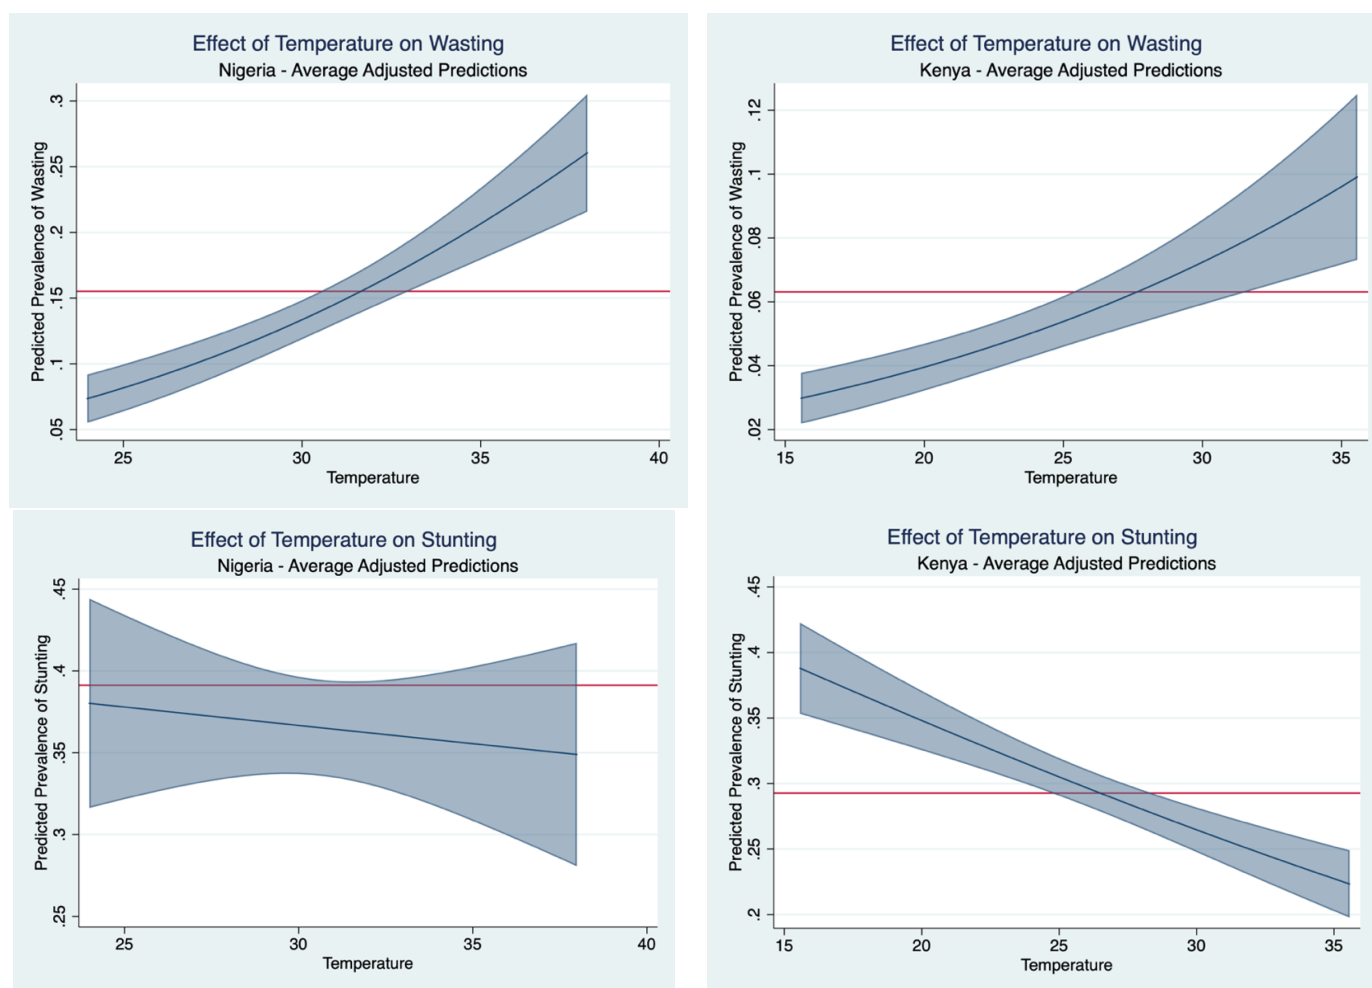 Effect of Temperature on Wasting
Nigeria - Average Adjusted Predictions
Predicted Prevalence of Wasting
.3
.25
.2
.15
.1
.05
25 30 35 40
Temperature
Effect of Temperature on Wasting
Kenya - Average Adjusted Predictions
Predicted Prevalence of Wasting
.12
.1
.08
.06
.04
.02
15 20 25 30 35
Temperature
Effect of Temperature on Stunting
Nigeria - Average Adjusted Predictions
Predicted Prevalence of Stunting
.45
.4
.35
.3
.25
25 30 35 40
Temperature
Effect of Temperature on Stunting
Kenya - Average Adjusted Predictions
Predicted Prevalence of Stunting
.45
.4
.35
.3
.25
.2
15 20 25 30 35
Temperature